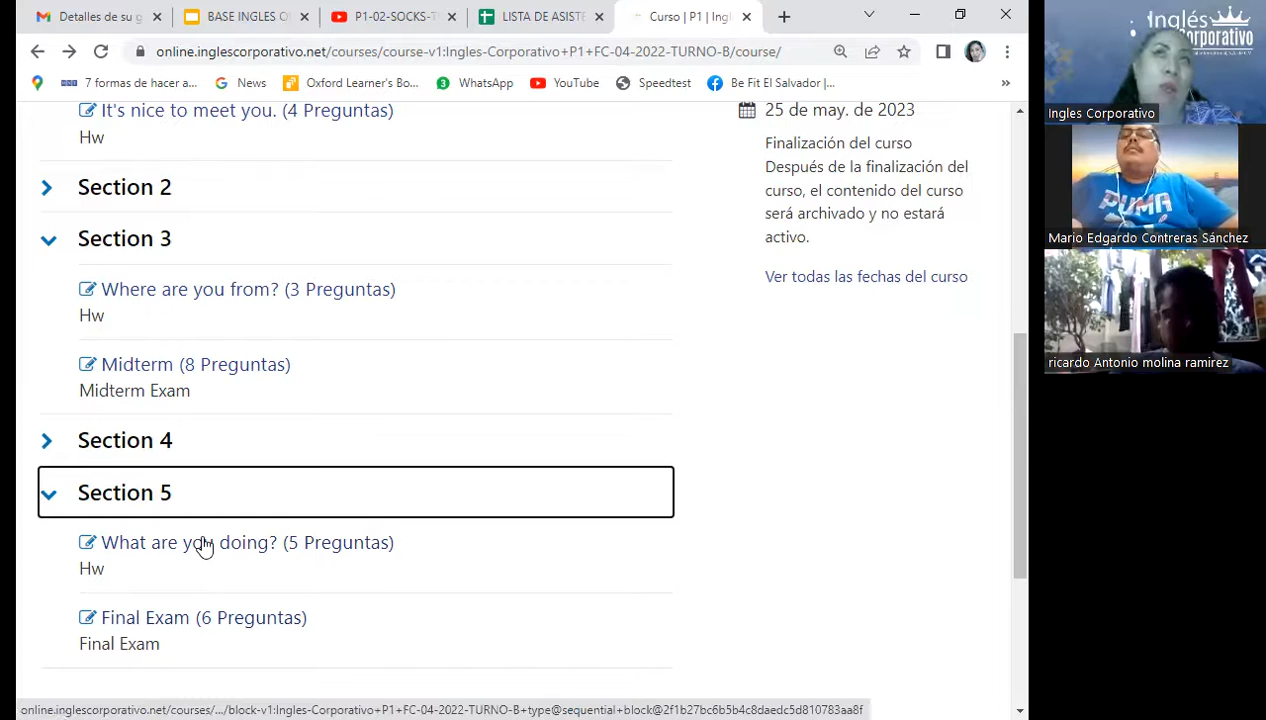 Detalles de su g
BASE INGLES C
P1-02-SOCKS-T
LISTA DE ASISTE
Curso | P1 | Ingl
online.inglescorporativo.net/courses/course-v1:Ingles-Corporativo+P1+FC-04-2022-TURNO-B/course/
7 formas de hacer a...
News
Oxford Learner's Bo...
3 WhatsApp
YouTube
Speedtest
Be Fit El Salvador |...
»
It's nice to meet you. (4 Preguntas)
Hw
Section 2
Section 3
Where are you from? (3 Preguntas)
Hw
Midterm (8 Preguntas)
Midterm Exam
Section 4
Section 5
What are you doing? (5 Preguntas)
Hw
Final Exam (6 Preguntas)
Final Exam
25 de may. de 2023
Finalización del curso
Después de la finalización del
curso, el contenido del curso
será archivado y no estará
activo.
Ver todas las fechas del curso
online.inglescorporativo.net/courses/.../block-v1:Ingles-Corporativo+P1+FC-04-2022-TURNO-B+type@sequential+block@2f1b27bc6b5b4c8daedc5d810783aa8f
Inglés
Corporativo
Ingles Corporativo
PUMA
Mario Edgardo Contreras Sánchez
ricardo Antonio molina ramirez